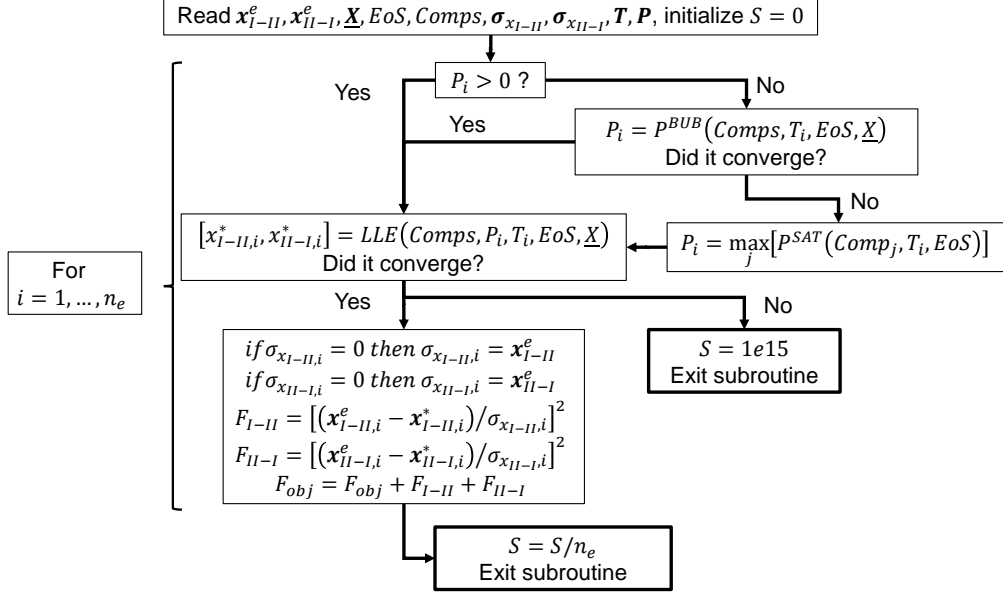 Read 𝒙ᵉ_{I−II}, 𝒙ᵉ_{II−I}, X, EoS, Comps, 𝝈_{x_{I−II}}, 𝝈_{x_{II−I}}, T, P, initialize S = 0
P_i > 0 ?
Yes
No
Yes
P_i = P^{BUB}(Comps, T_i, EoS, X)
Did it converge?
No
[x^*_{I−II,i}, x^*_{II−I,i}] = LLE(Comps, P_i, T_i, EoS, X)
Did it converge?
P_i = max_j[P^{SAT}(Comp_j, T_i, EoS)]
For
i = 1, … , n_e
Yes
No
if σ_{x_{I−II},i} = 0 then σ_{x_{I−II},i} = x^e_{I−II}
if σ_{x_{II−I},i} = 0 then σ_{x_{II−I},i} = x^e_{II−I}
F_{I−II} = [(x^e_{I−II,i} − x^*_{I−II,i})/σ_{x_{I−II},i}]^2
F_{II−I} = [(x^e_{II−I,i} − x^*_{II−I,i})/σ_{x_{II−I},i}]^2
F_{obj} = F_{obj} + F_{I−II} + F_{II−I}
S = 1e15
Exit subroutine
S = S/n_e
Exit subroutine